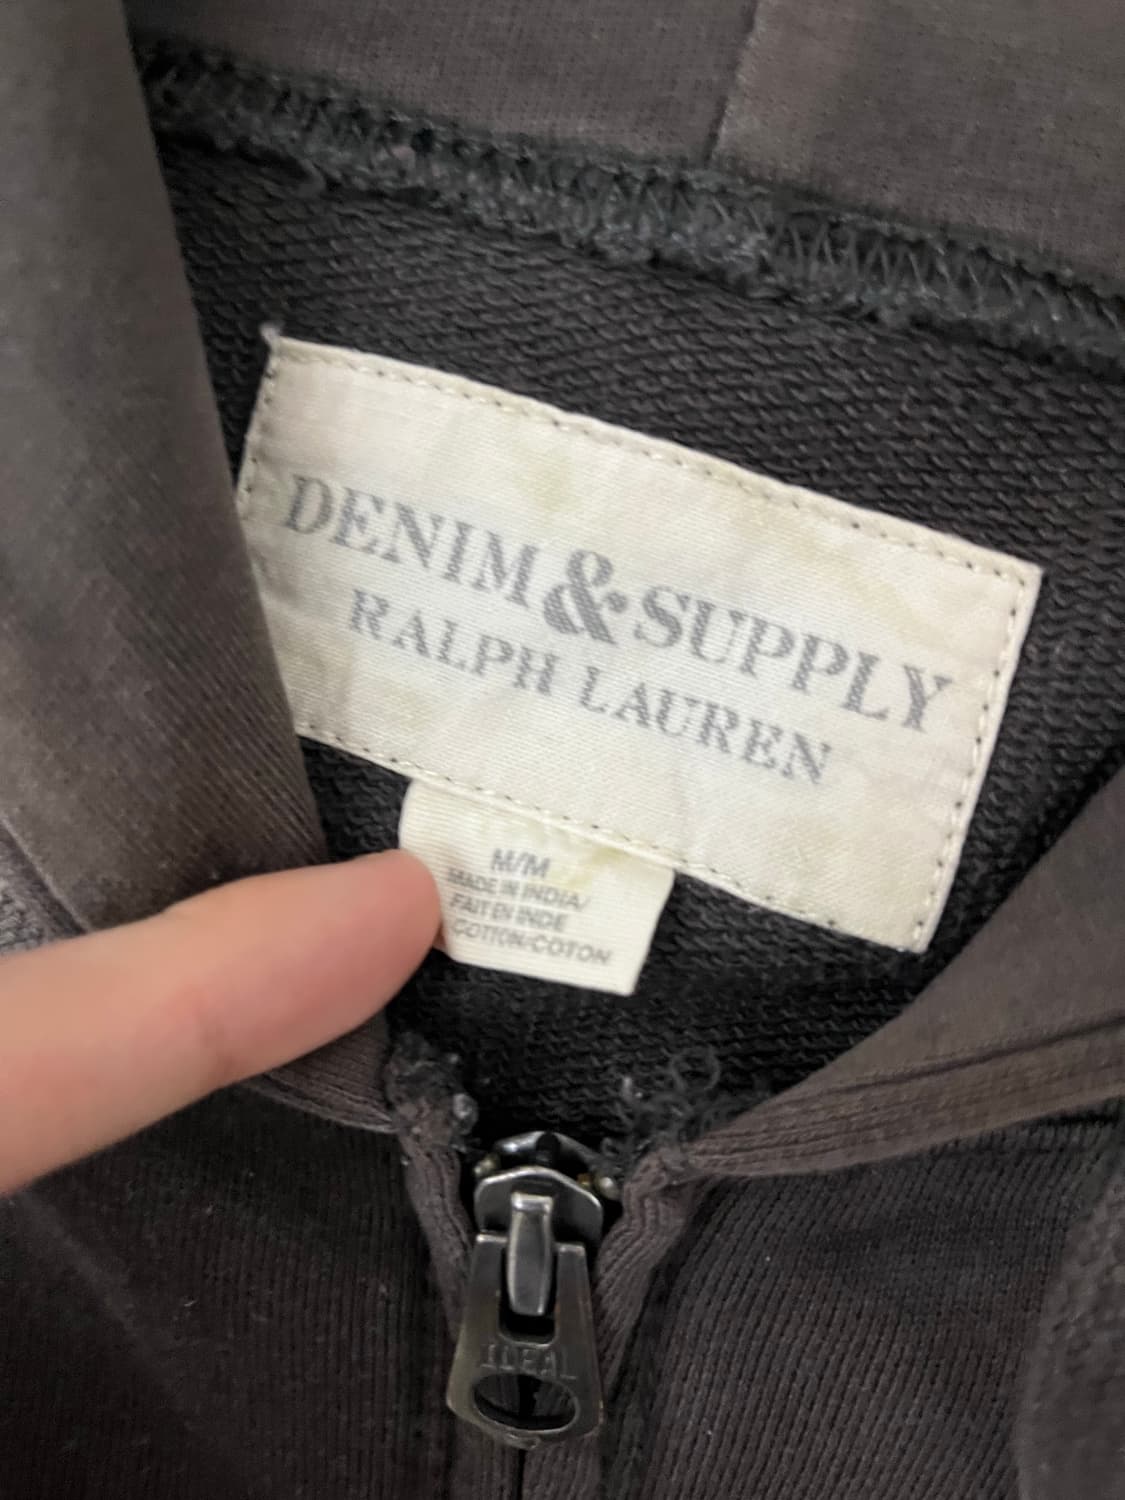 DENIM & SUPPLY
RALPH LAUREN
M/M
MADE IN INDIA/
FAIT EN INDE
COTTON/COTON
IDEAL